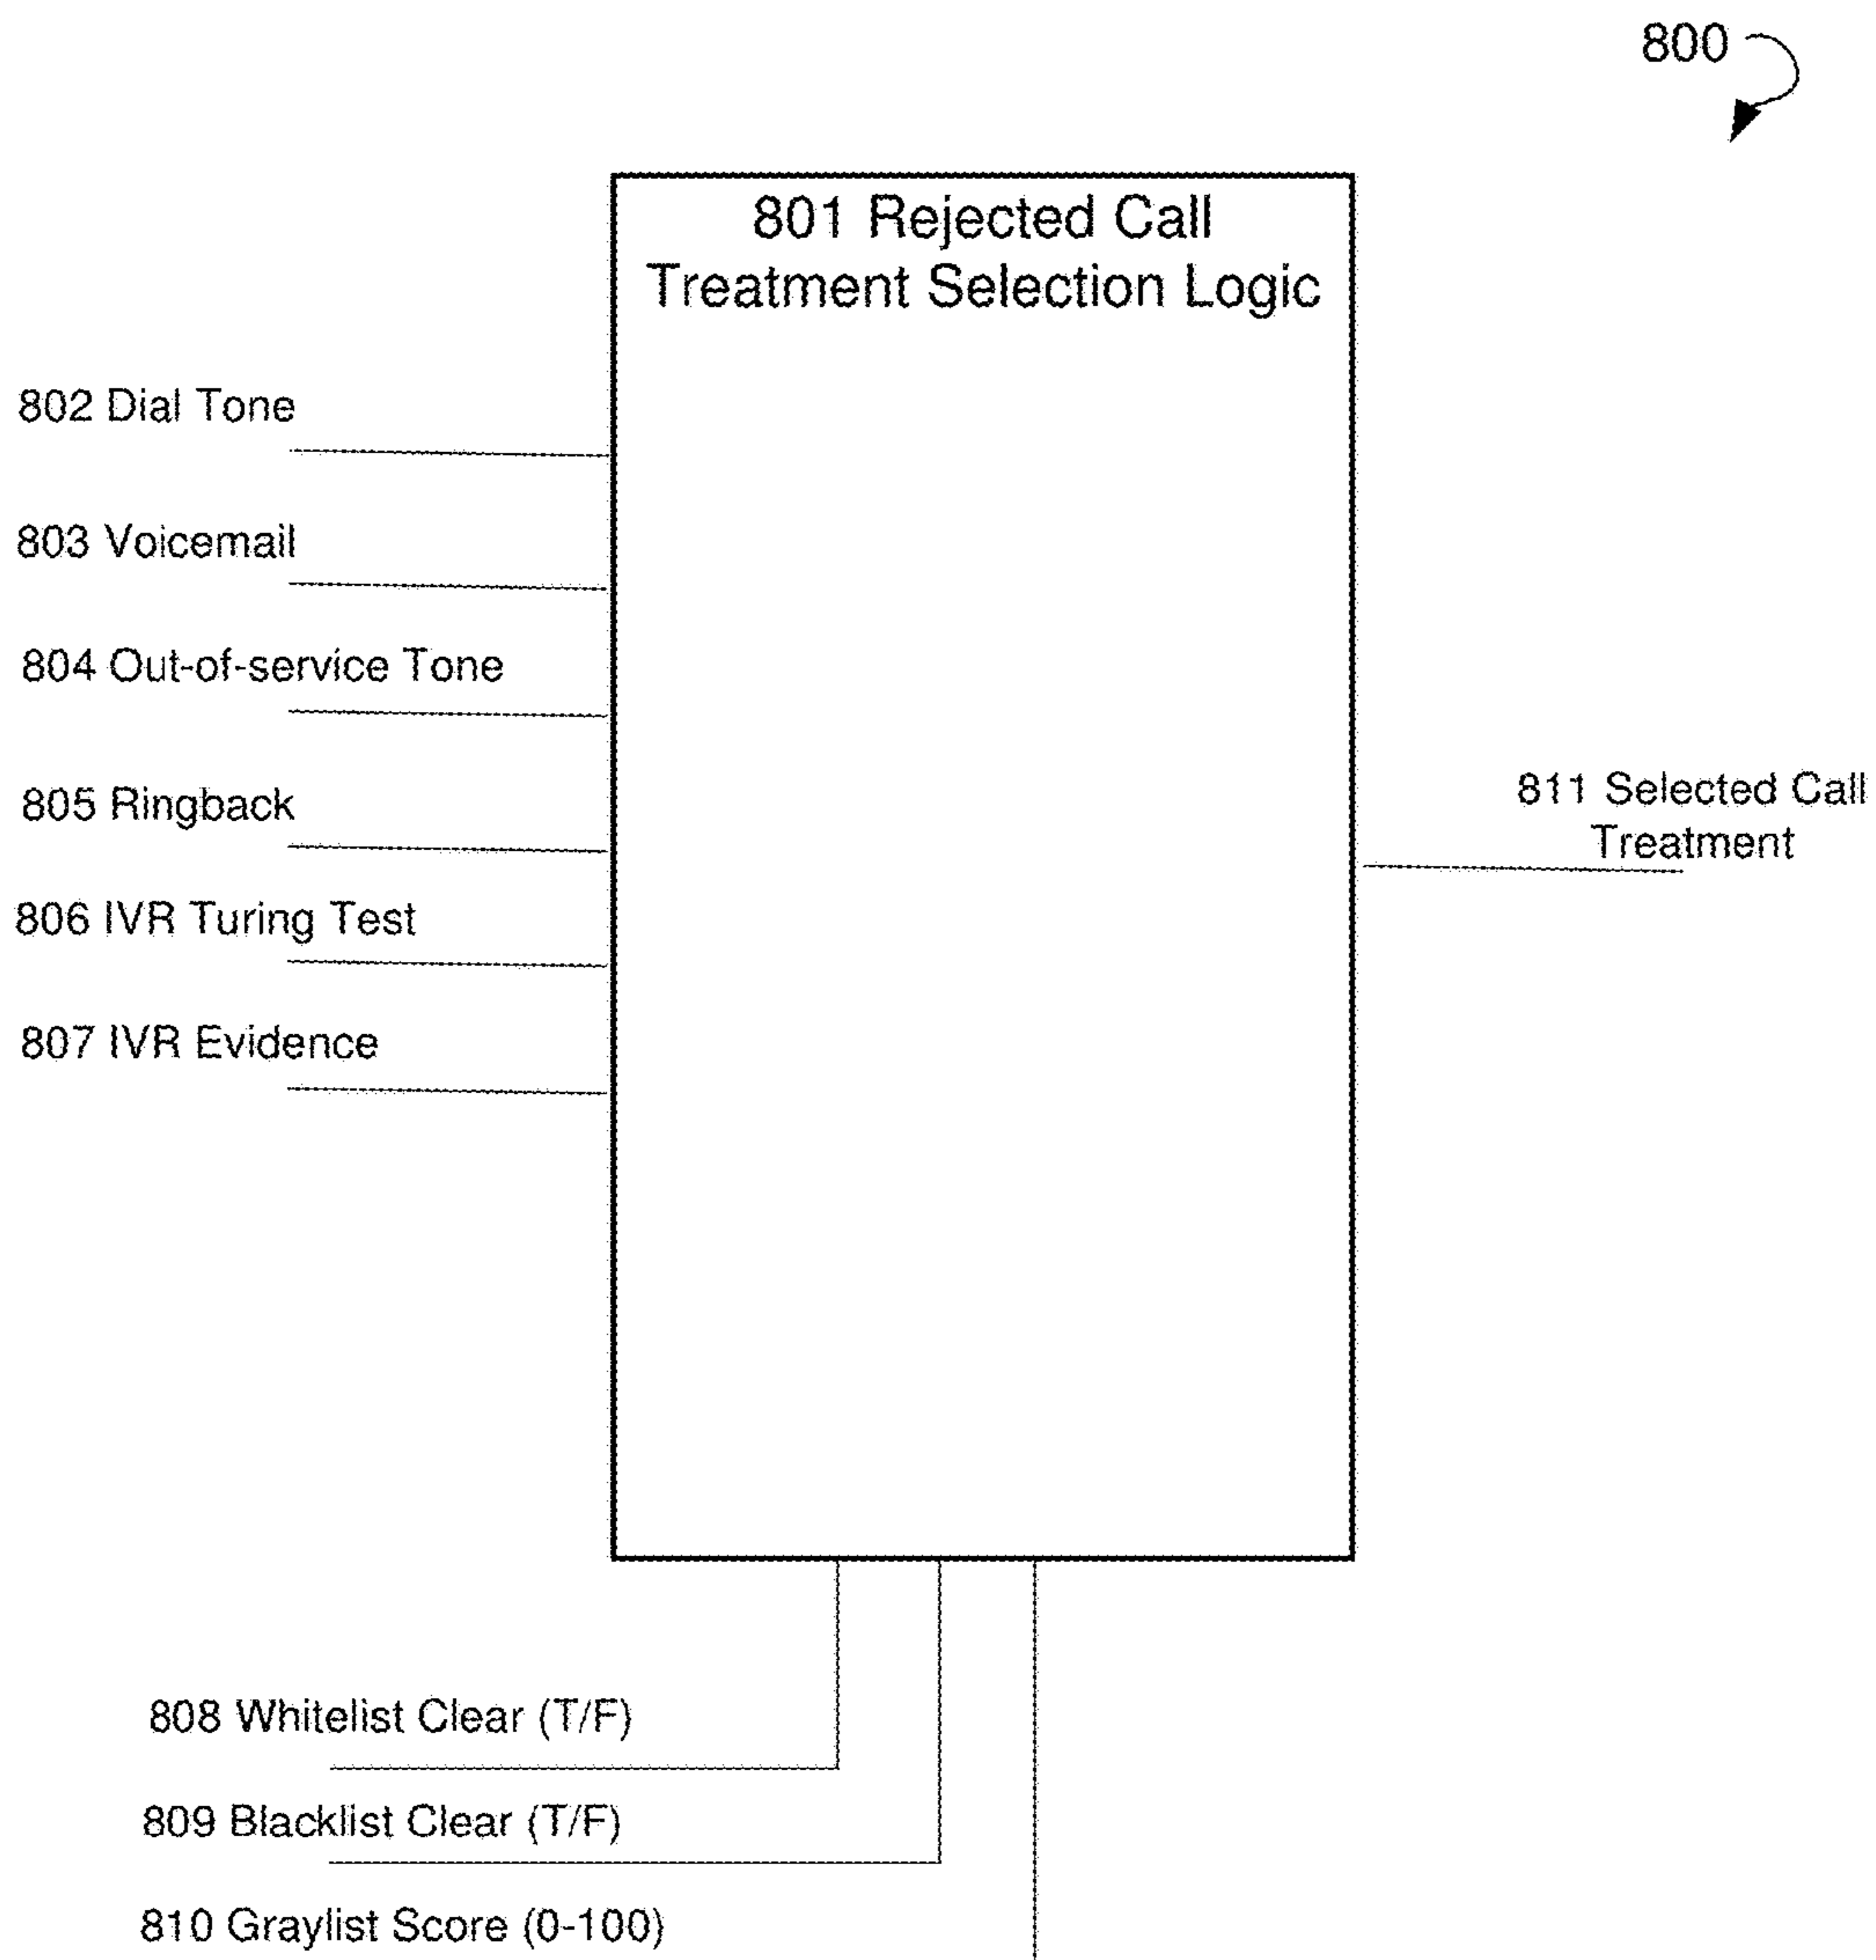 800
801 Rejected Call
Treatment Selection Logic
802 Dial Tone
803 Voicemail
804 Out-of-service Tone
805 Ringback
806 IVR Turing Test
807 IVR Evidence
811 Selected Call
Treatment
808 Whitelist Clear (T/F)
809 Blacklist Clear (T/F)
810 Graylist Score (0-100)